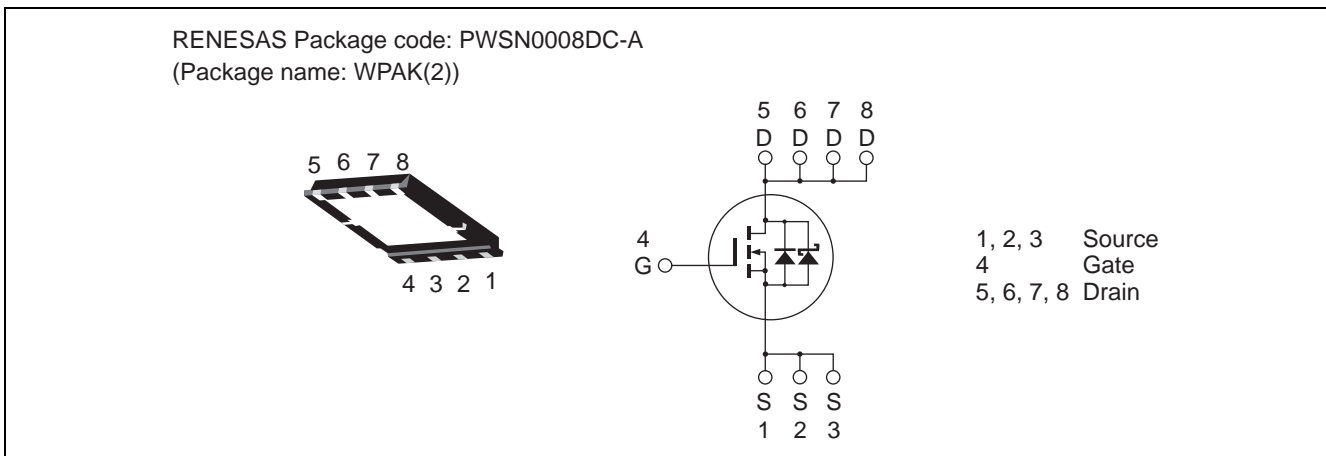 RENESAS Package code: PWSN0008DC-A
(Package name: WPAK(2))
5 6 7 8
4 3 2 1
5 6 7 8
D D D D
4
G
S S S
1 2 3
1, 2, 3 Source
4 Gate
5, 6, 7, 8 Drain